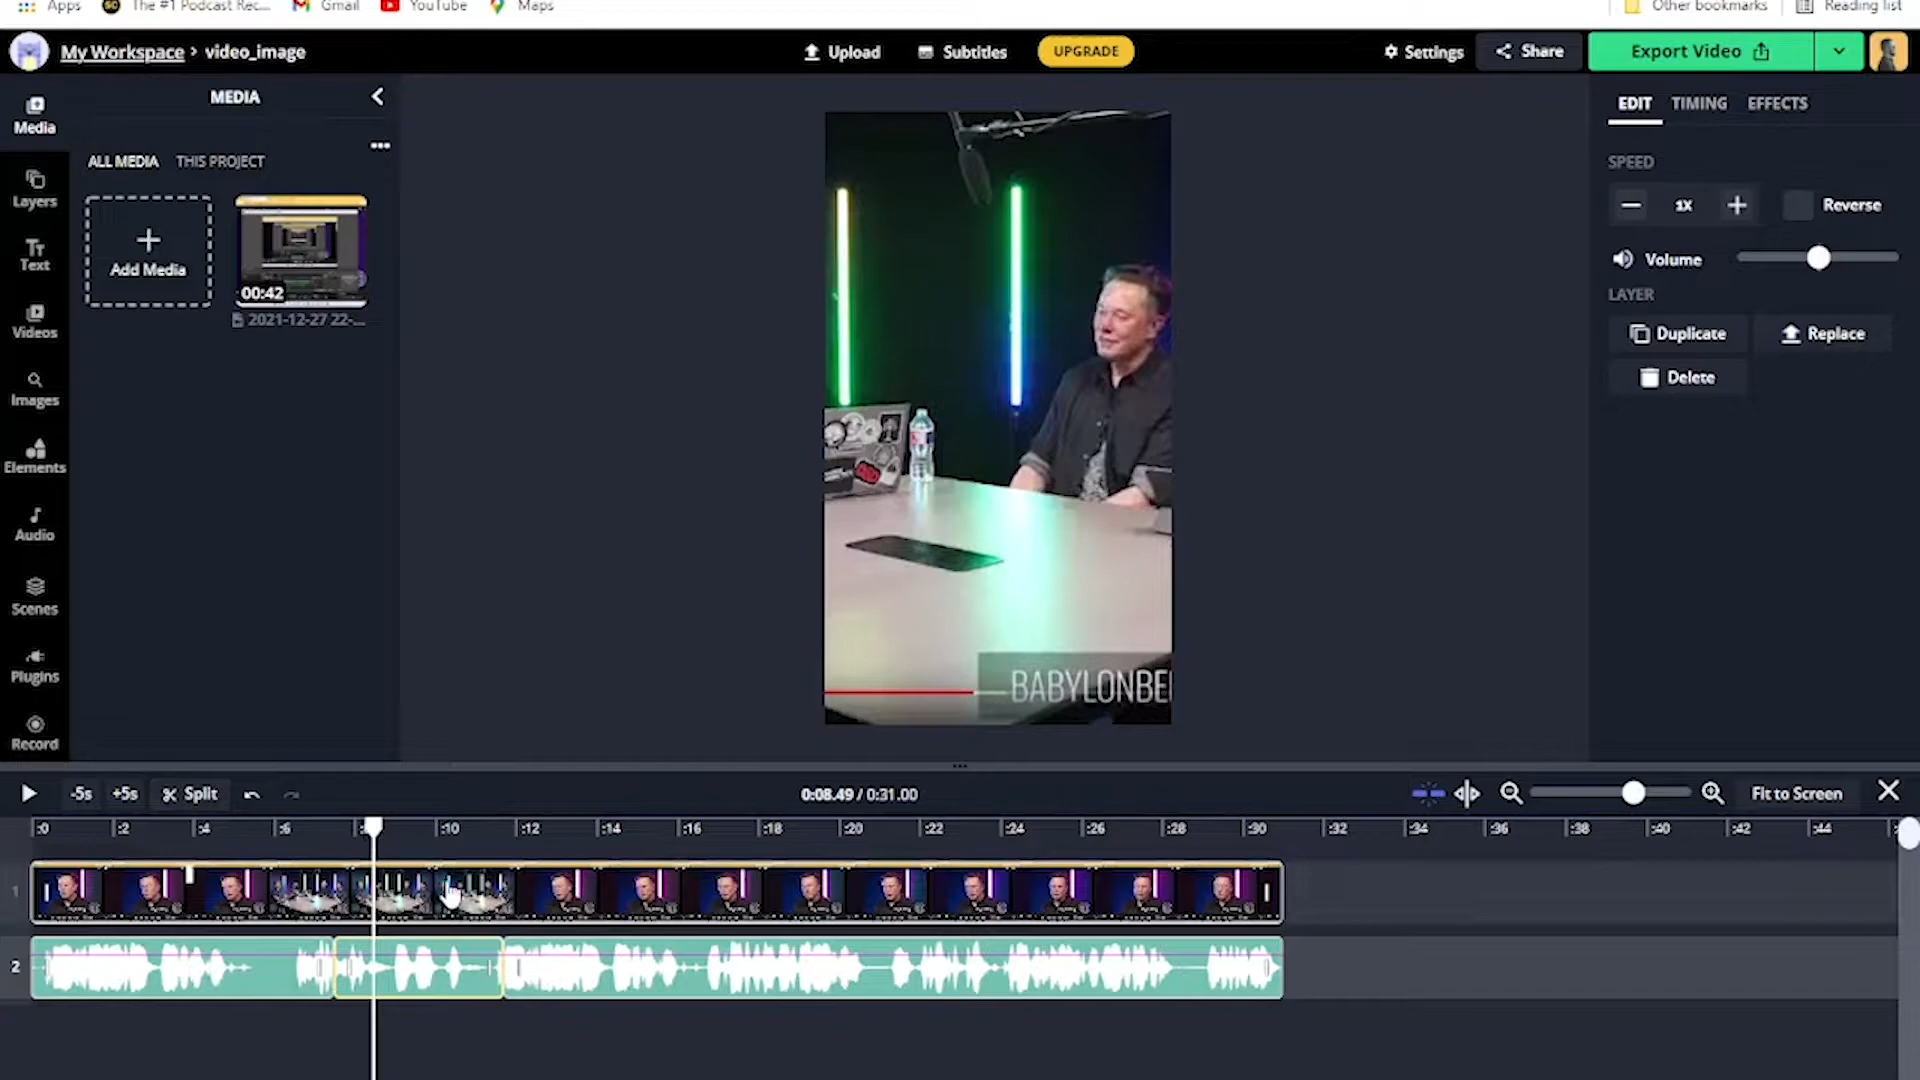 Apps The #1 Podcast Rec... Gmail YouTube Maps Other bookmarks Reading list
My Workspace > video_image Upload Subtitles UPGRADE Settings Share Export Video
MEDIA
Media
Layers
Text
Videos
Images
Elements
Audio
Scenes
Plugins
Record
ALL MEDIA THIS PROJECT
Add Media
00:42
2021-12-27 22-...
BABYLONBE
EDIT TIMING EFFECTS
SPEED
1X Reverse
Volume
LAYER
Duplicate Replace
Delete
-5s +5s Split 0:08.49 / 0:31.00 Fit to Screen
:0 :2 :4 :6 :10 :12 :14 :16 :18 :20 :22 :24 :26 :28 :30 :32 :34 :36 :38 :40 :42 :44
1
2